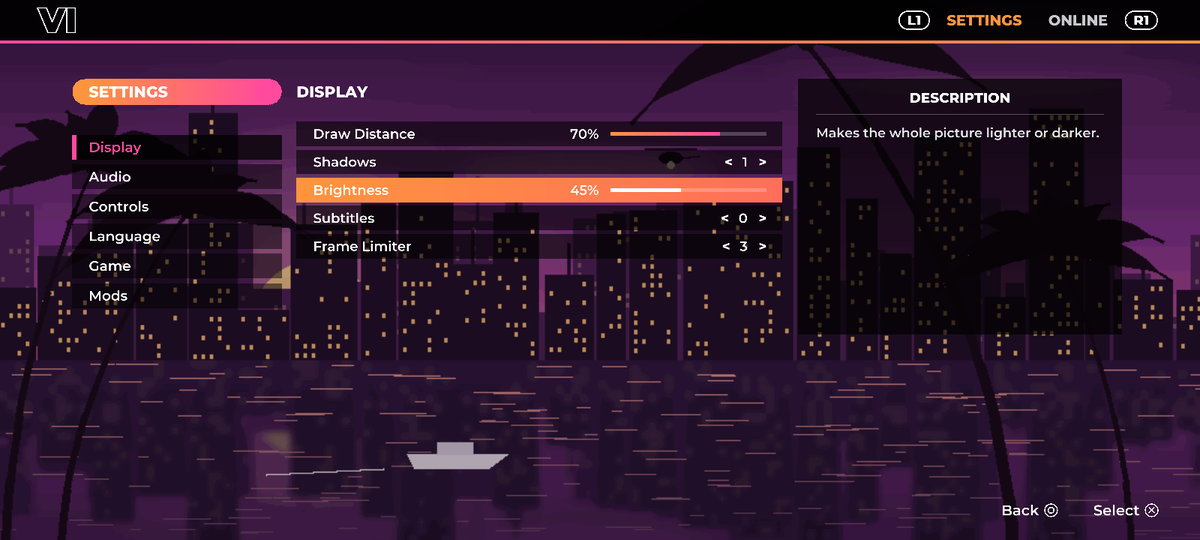 VI
L1 SETTINGS ONLINE R1
SETTINGS
Display
Audio
Controls
Language
Game
Mods
DISPLAY
Draw Distance 70%
Shadows < 1 >
Brightness 45%
Subtitles < 0 >
Frame Limiter < 3 >
DESCRIPTION
Makes the whole picture lighter or darker.
Back Select